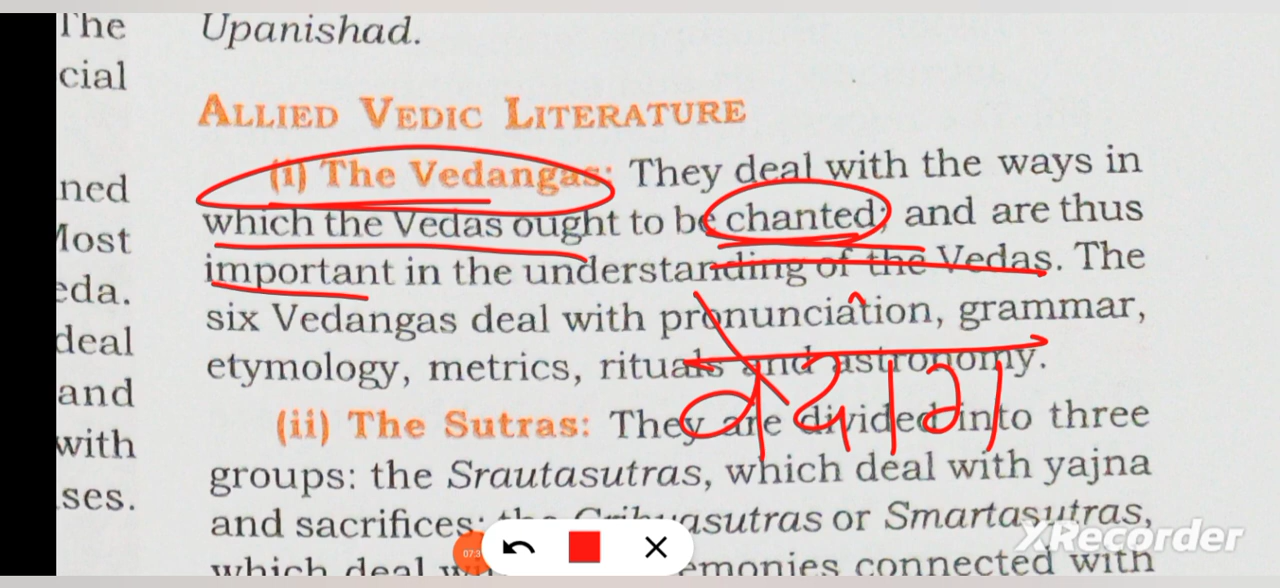 The
cial
ned
Most
eda.
deal
and
with
ses.
Upanishad.
ALLIED VEDIC LITERATURE
(i) The Vedangas: They deal with the ways in
which the Vedas ought to be chanted; and are thus
important in the understanding of the Vedas. The
six Vedangas deal with pronunciation, grammar,
etymology, metrics, rituals and astronomy.
(ii) The Sutras: They are divided into three
groups: the Srautasutras, which deal with yajna
and sacrifices; the Grihyasutras or Smartasutras,
which deal emonies connected with
07:3
XRecorder